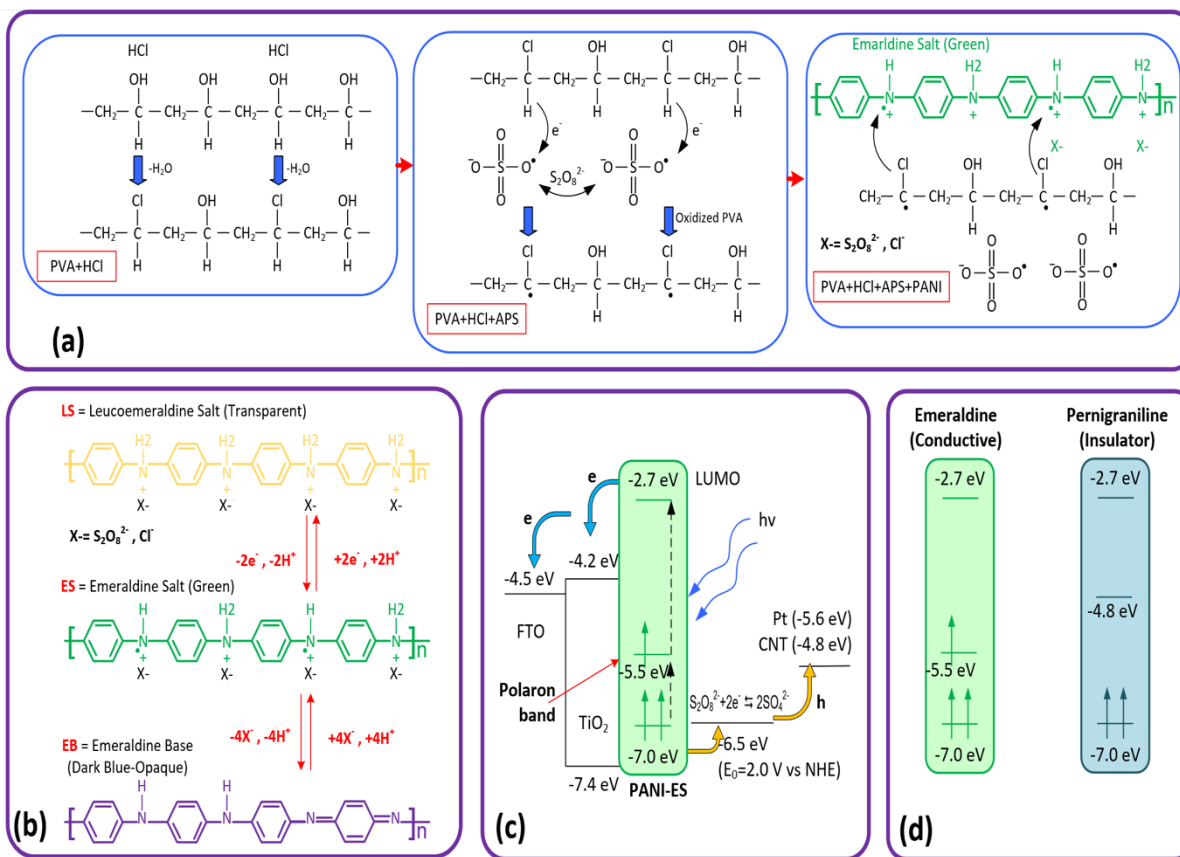 HCl HCl
OH OH OH OH
—CH₂—C—CH₂—C—CH₂—C—CH₂—C—
H H H H
-H₂O -H₂O
Cl OH Cl OH
—CH₂—C—CH₂—C—CH₂—C—CH₂—C—
H H H H
PVA+HCl
(a)
Cl OH Cl OH
—CH₂—C—CH₂—C—CH₂—C—CH₂—C—
H H H H
e⁻ e⁻
O O
⁻O—S—O• ⁻O—S—O•
O O
S₂O₈²⁻
Oxidized PVA
Cl OH Cl OH
—CH₂—C—CH₂—C—CH₂—C—CH₂—C—
• H • H
PVA+HCl+APS
Emarldine Salt (Green)
H H2 H H2
[ N N N N ]n
•+ + •+ +
X- X-
Cl OH Cl OH
CH₂—C—CH₂—C—CH₂—C—CH₂—C—
• H • H
X-= S₂O₈²⁻ , Cl⁻
O O
⁻O—S—O• ⁻O—S—O•
O O
PVA+HCl+APS+PANI
LS = Leucoemeraldine Salt (Transparent)
H2 H2 H2 H2
[ N N N N ]n
+ + + +
X- X- X- X-
X-= S₂O₈²⁻ , Cl⁻
-2e⁻ , -2H⁺ +2e⁻ , +2H⁺
ES = Emeraldine Salt (Green)
H H2 H H2
[ N N N N ]n
•+ + •+ +
X- X- X- X-
-4X⁻ , -4H⁺ +4X⁻ , +4H⁺
EB = Emeraldine Base
(Dark Blue-Opaque)
H H
[ N N N N ]n
(b)
-2.7 eV LUMO
e
e
hν
-4.2 eV
-4.5 eV
FTO
Pt (-5.6 eV)
CNT (-4.8 eV)
-5.5 eV
Polaron
band
TiO₂
S₂O₈²⁻+2e⁻ ⇆ 2SO₄²⁻
h
-7.0 eV
-6.5 eV
(E₀=2.0 V vs NHE)
-7.4 eV
PANI-ES
(c)
Emeraldine
(Conductive)
Pernigraniline
(Insulator)
-2.7 eV -2.7 eV
-4.8 eV
-5.5 eV
-7.0 eV -7.0 eV
(d)